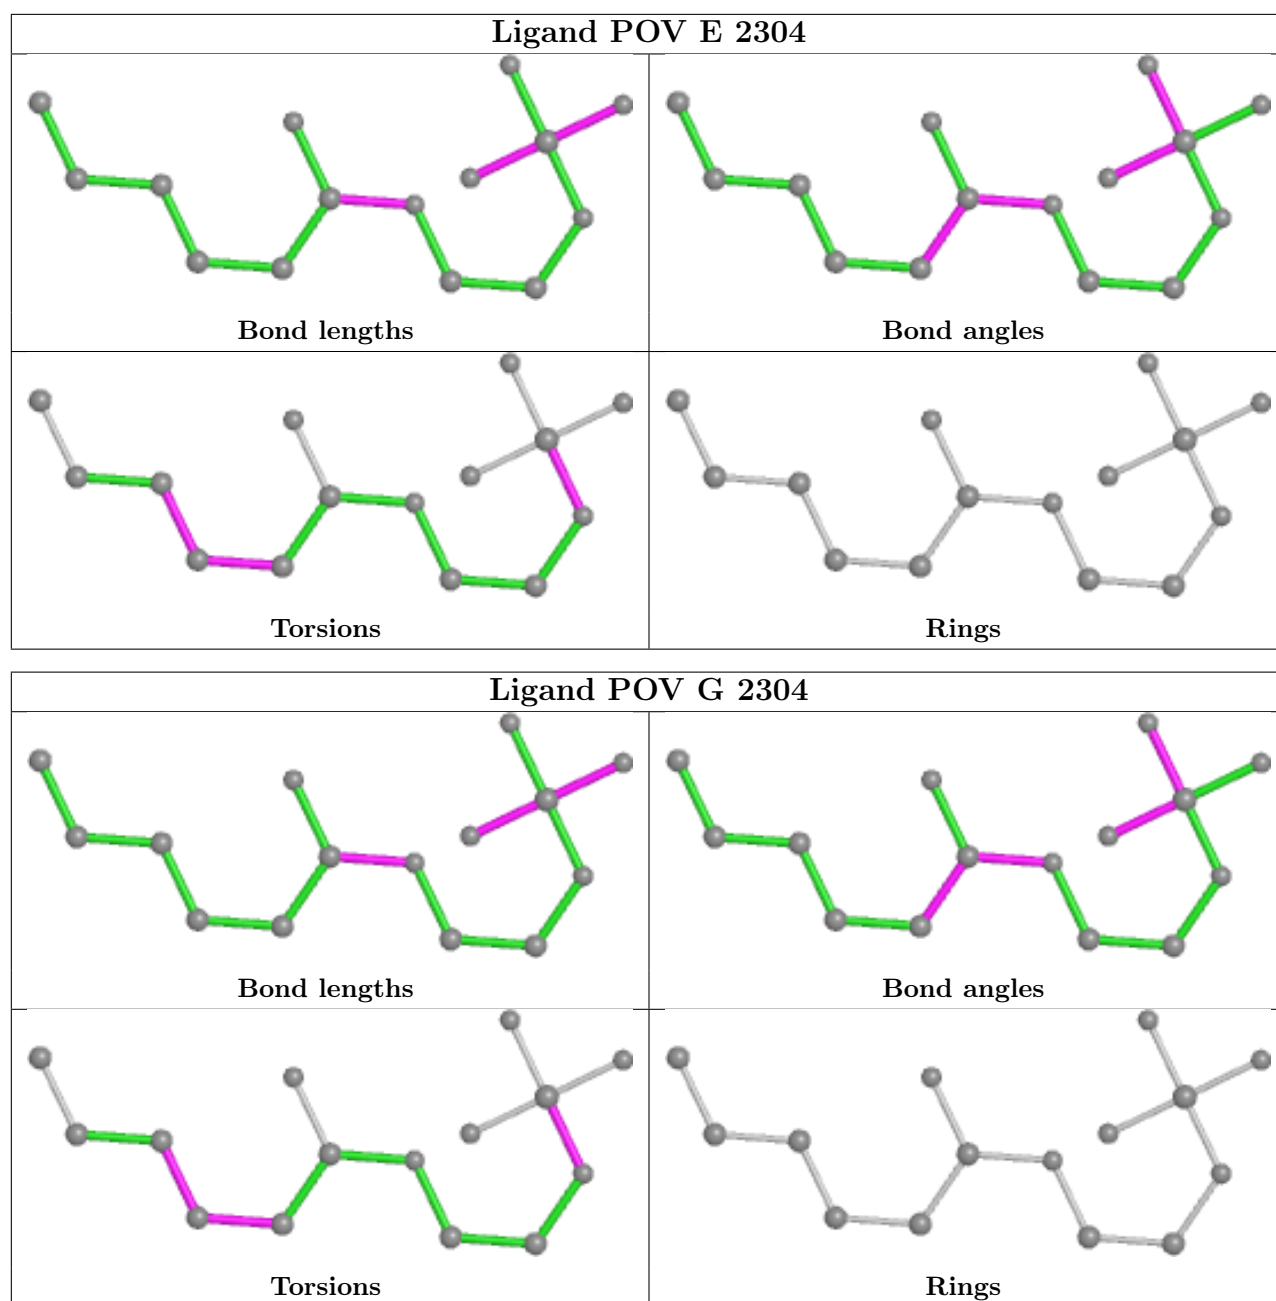 Ligand POV E 2304
Bond lengths
Bond angles
Torsions
Rings
Ligand POV G 2304
Bond lengths
Bond angles
Torsions
Rings